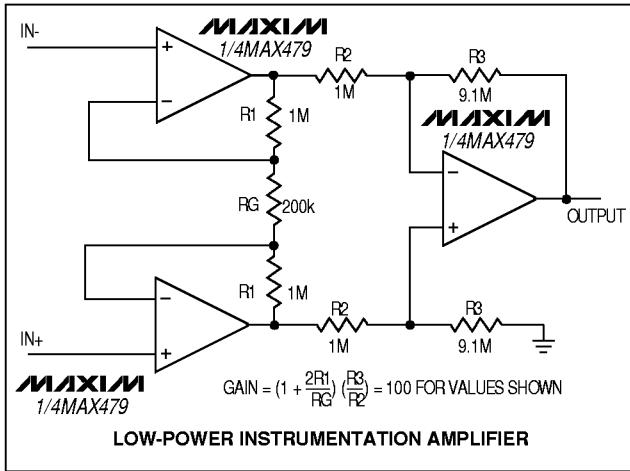 IN-
MAXIM
1/4MAX479
R2
1M
R3
9.1M
R1
1M
MAXIM
1/4MAX479
RG
200k
OUTPUT
R1
1M
IN+
MAXIM
1/4MAX479
R2
1M
R3
9.1M
GAIN = (1 + 2R1/RG) (R3/R2) = 100 FOR VALUES SHOWN
LOW-POWER INSTRUMENTATION AMPLIFIER